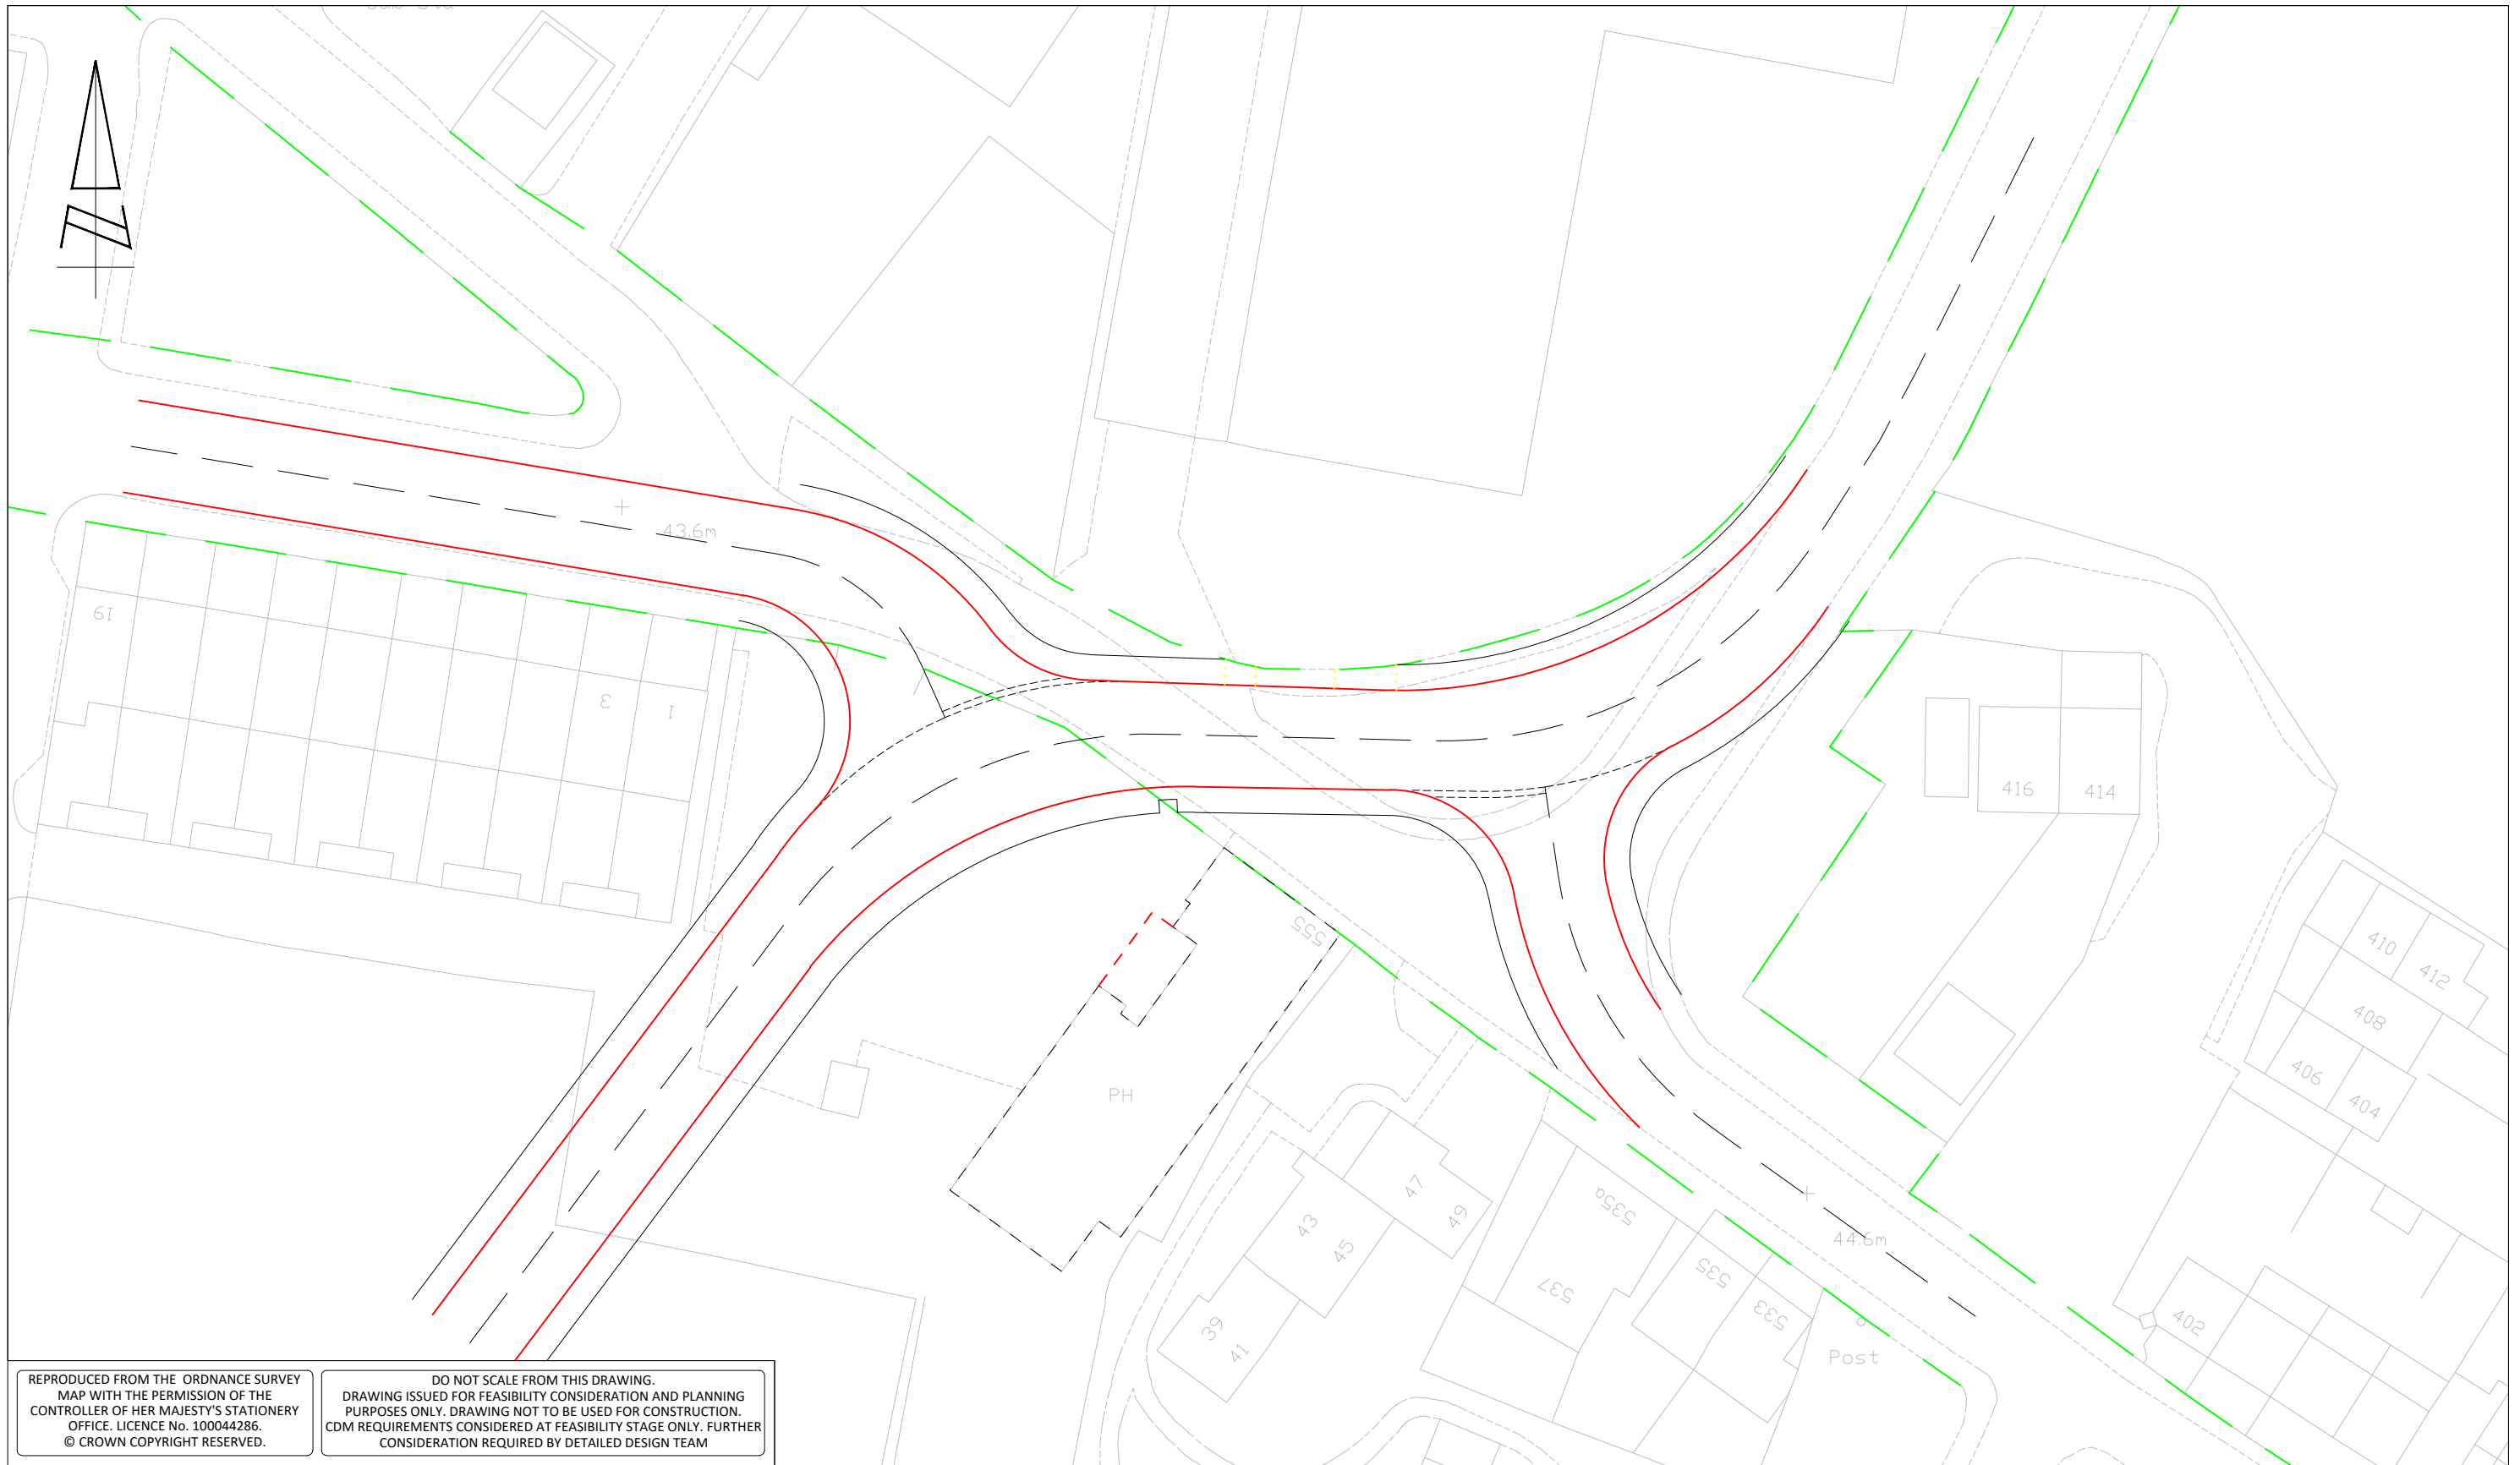 N
43.6m
19
3
1
416
414
410
412
408
406
404
402
555
PH
47
49
43
45
39
41
535a
537
535
533
44.6m
Post
REPRODUCED FROM THE ORDNANCE SURVEY
MAP WITH THE PERMISSION OF THE
CONTROLLER OF HER MAJESTY'S STATIONERY
OFFICE. LICENCE No. 100044286.
© CROWN COPYRIGHT RESERVED.
DO NOT SCALE FROM THIS DRAWING.
DRAWING ISSUED FOR FEASIBILITY CONSIDERATION AND PLANNING
PURPOSES ONLY. DRAWING NOT TO BE USED FOR CONSTRUCTION.
CDM REQUIREMENTS CONSIDERED AT FEASIBILITY STAGE ONLY. FURTHER
CONSIDERATION REQUIRED BY DETAILED DESIGN TEAM